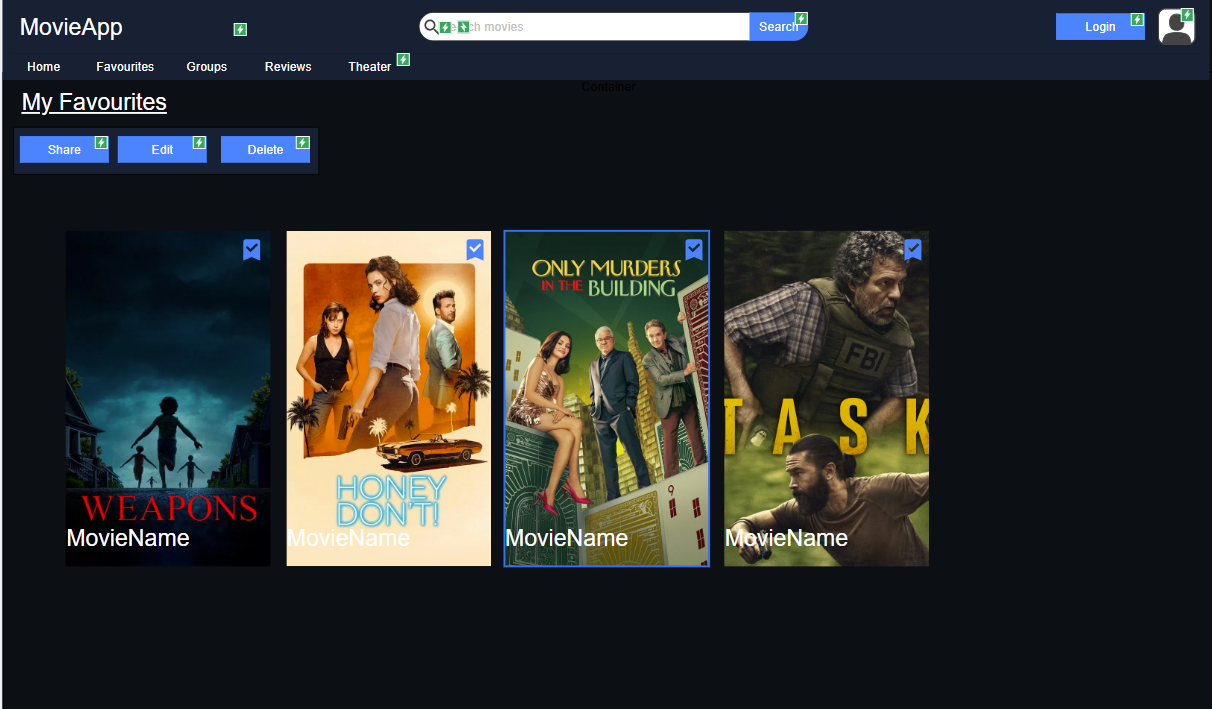 MovieApp
Search movies
Search
Login
Home
Favourites
Groups
Reviews
Theater
Container
My Favourites
Share
Edit
Delete
WEAPONS
MovieName
HONEY
DON'T!
MovieName
ONLY MURDERS
IN THE BUILDING
MovieName
FBI
TASK
MovieName